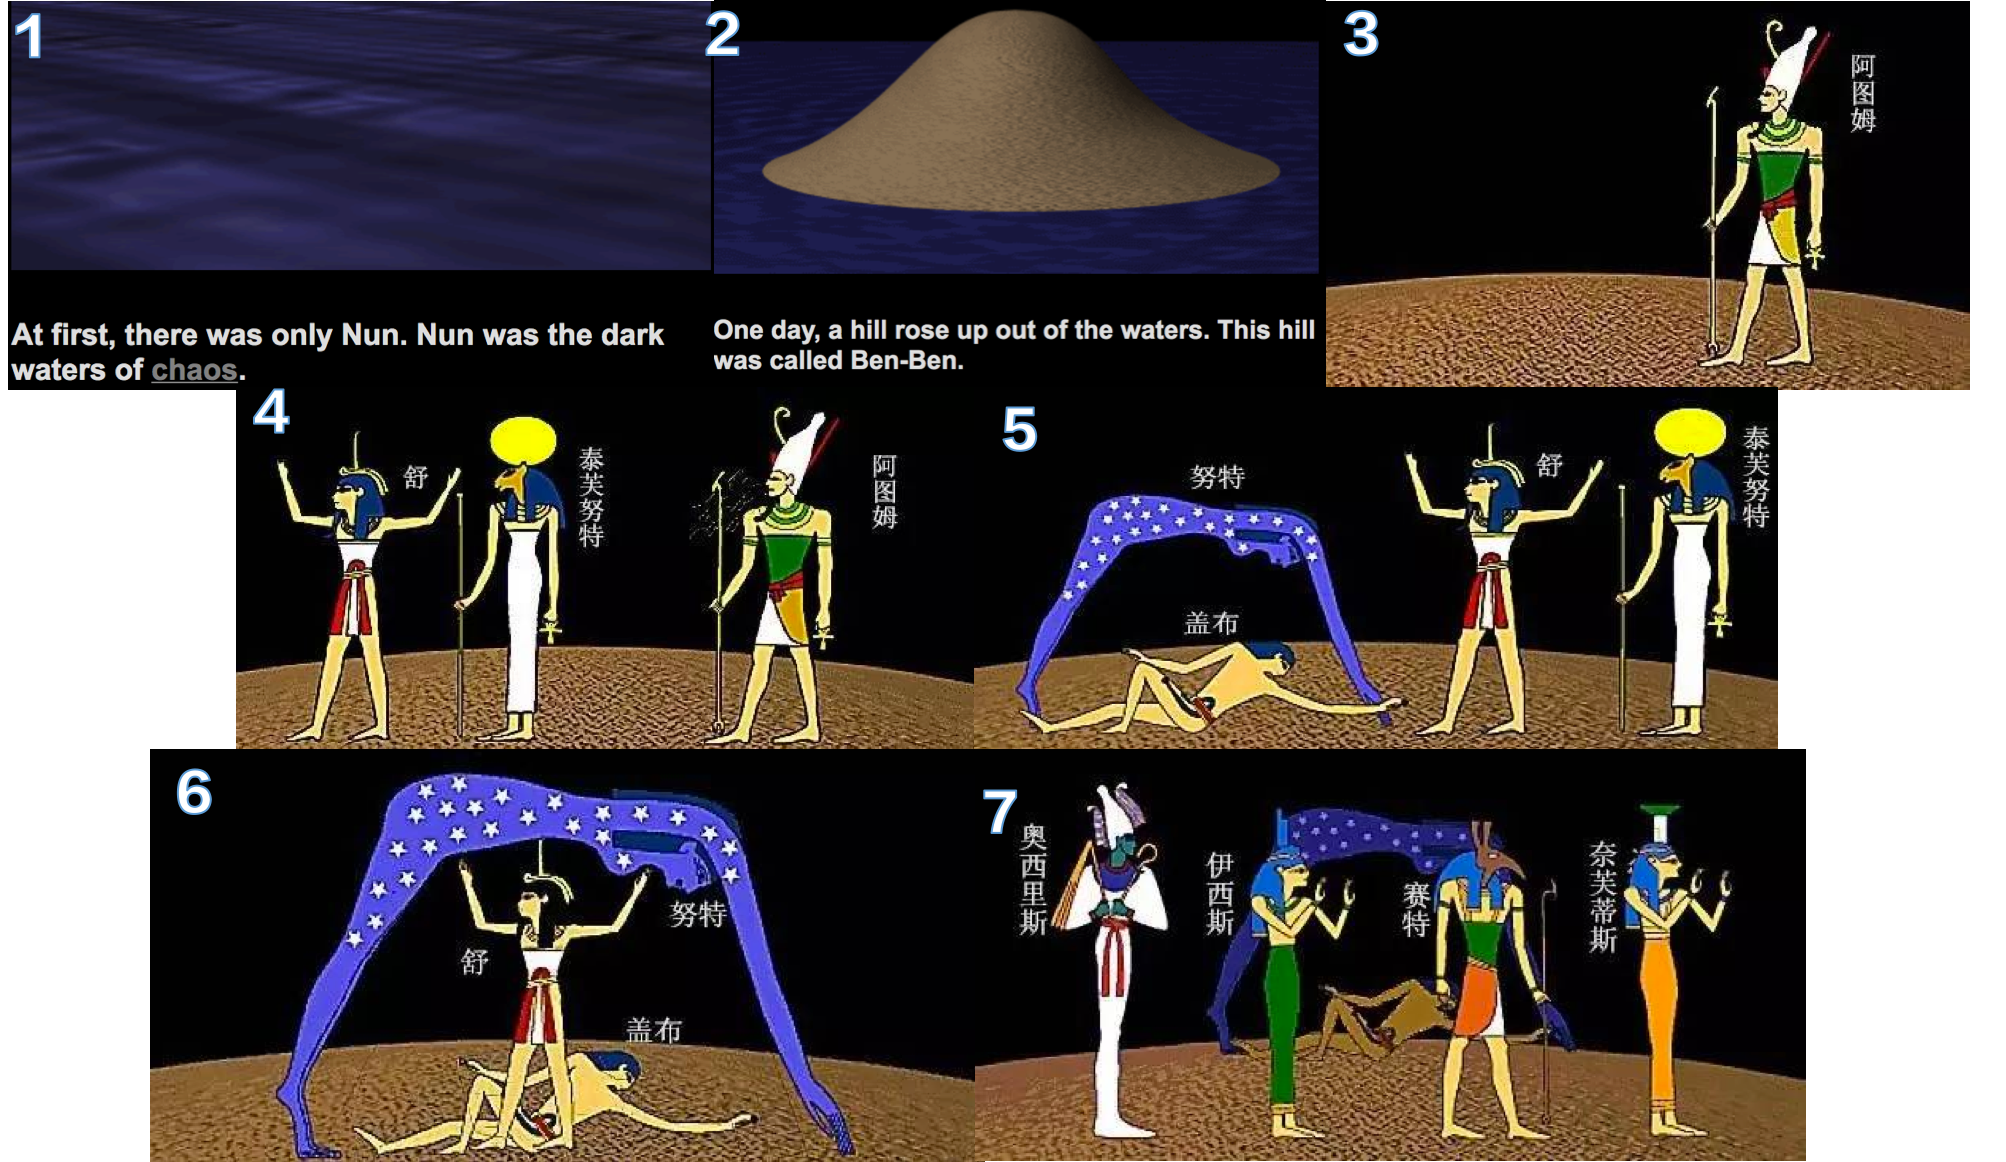 1
At first, there was only Nun. Nun was the dark
waters of chaos.
2
One day, a hill rose up out of the waters. This hill
was called Ben-Ben.
3
阿图姆
4
舒
泰芙努特
阿图姆
5
努特
盖布
舒
泰芙努特
6
努特
舒
盖布
7
奥西里斯
伊西斯
赛特
奈芙蒂斯